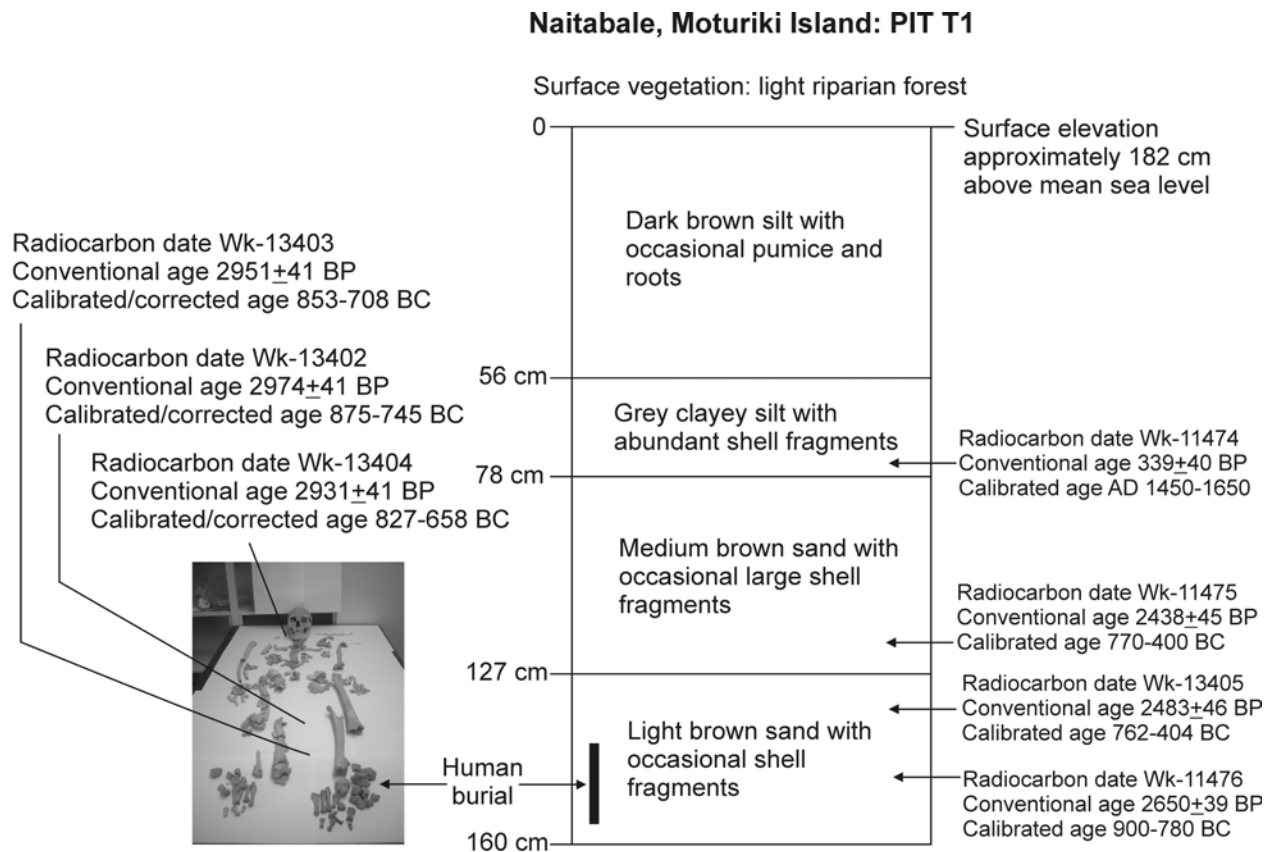 Naitabale, Moturiki Island: PIT T1
Surface vegetation: light riparian forest
0
Surface elevation
approximately 182 cm
above mean sea level
Dark brown silt with
occasional pumice and
roots
Radiocarbon date Wk-13403
Conventional age 2951±41 BP
Calibrated/corrected age 853-708 BC
Radiocarbon date Wk-13402
Conventional age 2974±41 BP
Calibrated/corrected age 875-745 BC
Radiocarbon date Wk-13404
Conventional age 2931±41 BP
Calibrated/corrected age 827-658 BC
56 cm
Grey clayey silt with
abundant shell fragments
78 cm
Radiocarbon date Wk-11474
Conventional age 339±40 BP
Calibrated age AD 1450-1650
Medium brown sand with
occasional large shell
fragments
Radiocarbon date Wk-11475
Conventional age 2438±45 BP
Calibrated age 770-400 BC
127 cm
Radiocarbon date Wk-13405
Conventional age 2483±46 BP
Calibrated age 762-404 BC
Light brown sand with
occasional shell
fragments
Human
burial
Radiocarbon date Wk-11476
Conventional age 2650±39 BP
Calibrated age 900-780 BC
160 cm